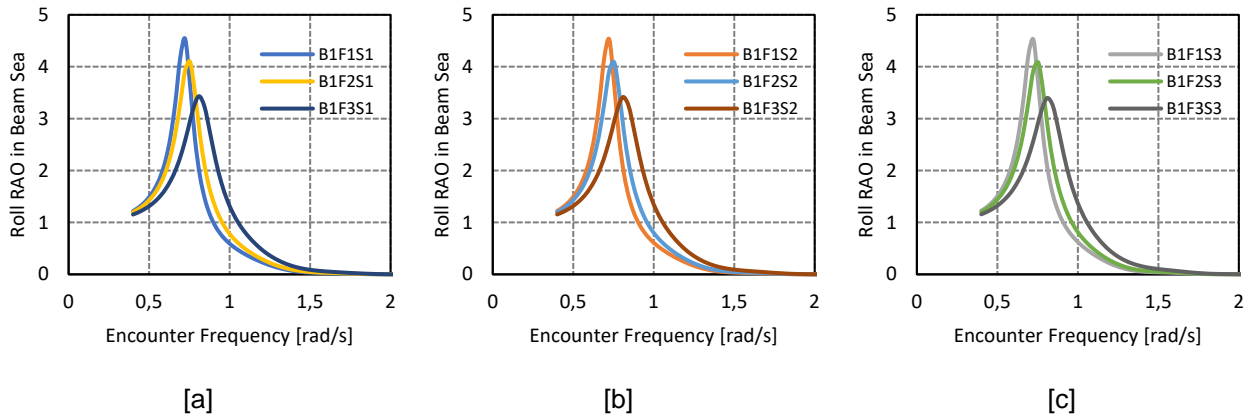 Roll RAO in Beam Sea
5
4
3
2
1
0
B1F1S1
B1F2S1
B1F3S1
0 0,5 1 1,5 2
Encounter Frequency [rad/s]
[a]
Roll RAO in Beam Sea
5
4
3
2
1
0
B1F1S2
B1F2S2
B1F3S2
0 0,5 1 1,5 2
Encounter Frequency [rad/s]
[b]
Roll RAO in Beam Sea
5
4
3
2
1
0
B1F1S3
B1F2S3
B1F3S3
0 0,5 1 1,5 2
Encounter Frequency [rad/s]
[c]